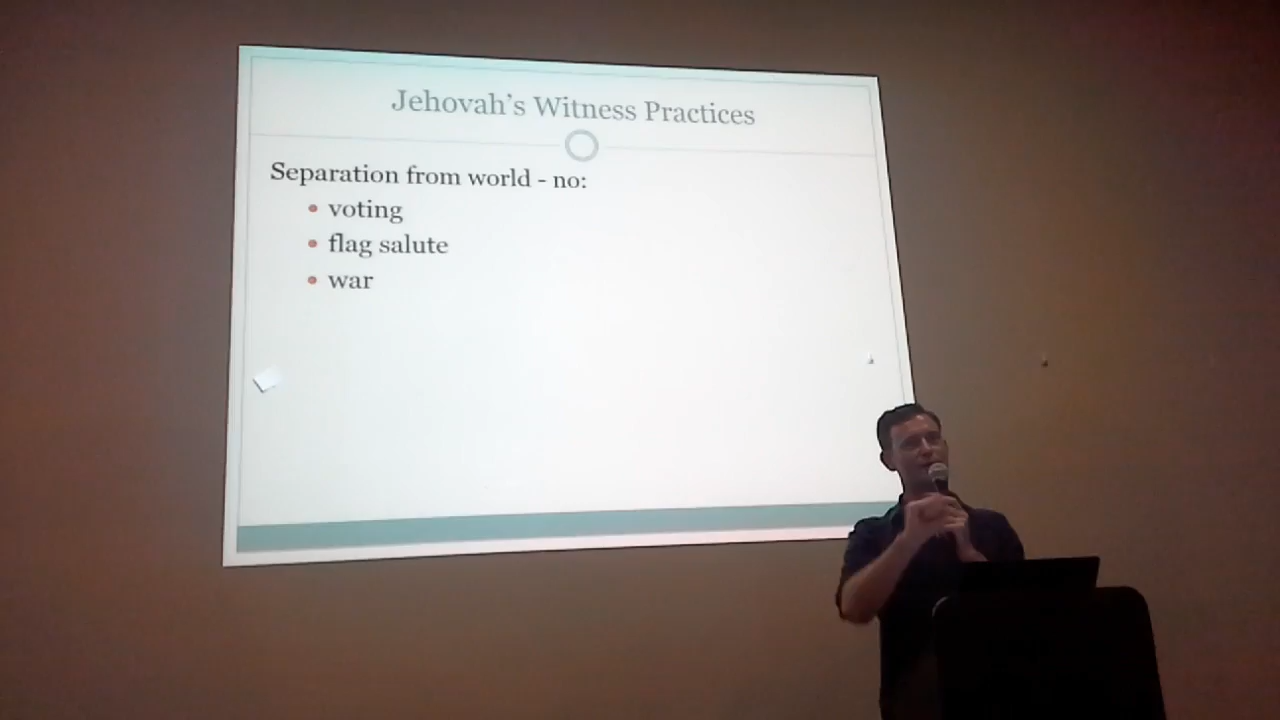 Jehovah's Witness Practices
Separation from world - no:
• voting
• flag salute
• war